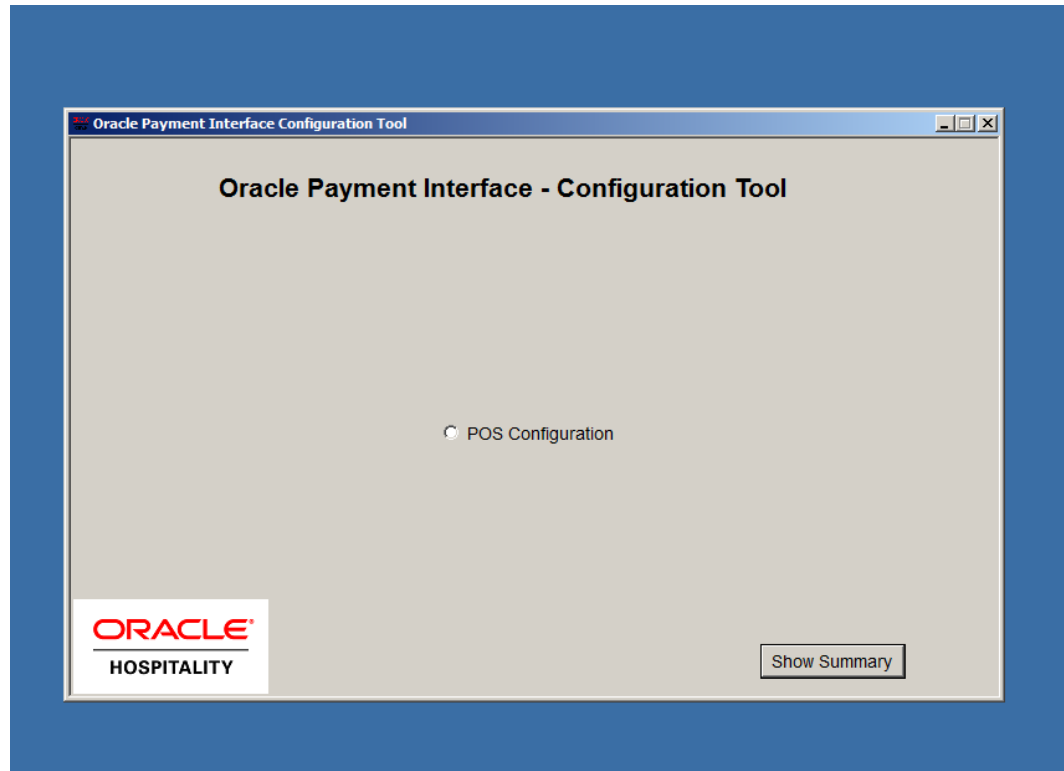 Oracle Payment Interface Configuration Tool
Oracle Payment Interface - Configuration Tool
POS Configuration
ORACLE®
HOSPITALITY
Show Summary